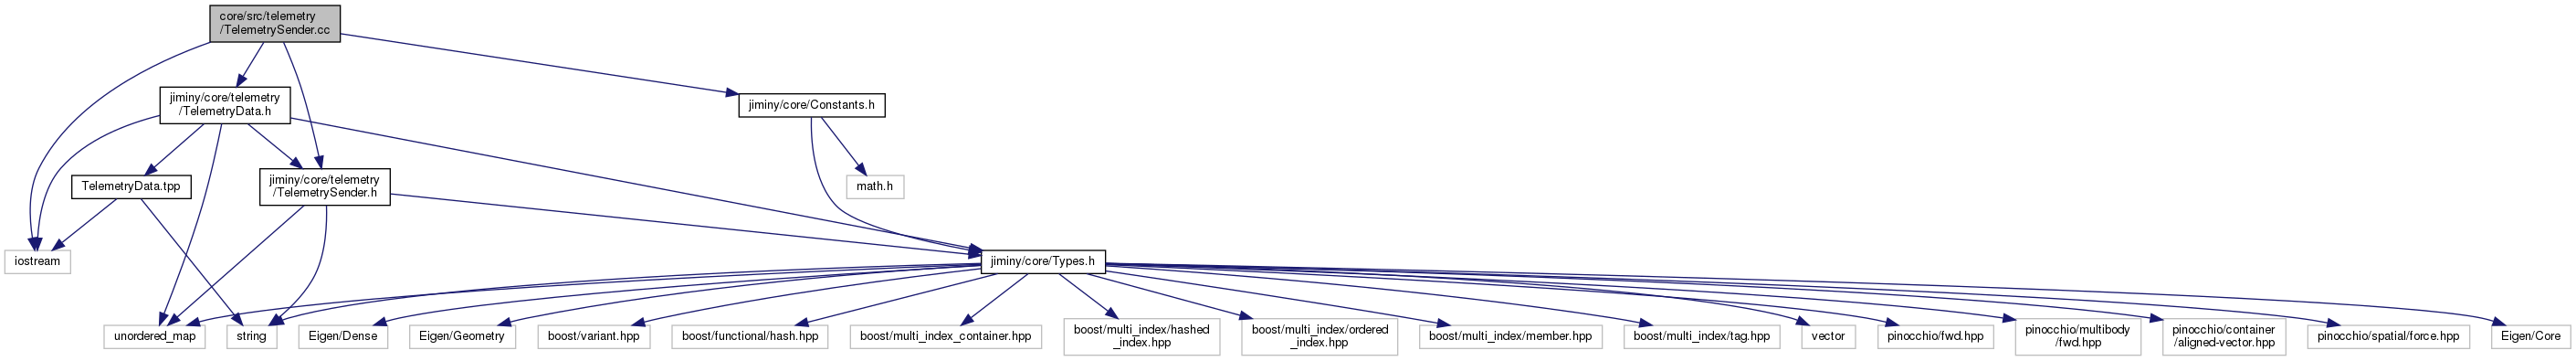 core/src/telemetry
/TelemetrySender.cc
jiminy/core/telemetry
/TelemetryData.h
jiminy/core/Constants.h
TelemetryData.tpp
jiminy/core/telemetry
/TelemetrySender.h
math.h
iostream
jiminy/core/Types.h
unordered_map
string
Eigen/Dense
Eigen/Geometry
boost/variant.hpp
boost/functional/hash.hpp
boost/multi_index_container.hpp
boost/multi_index/hashed
_index.hpp
boost/multi_index/ordered
_index.hpp
boost/multi_index/member.hpp
boost/multi_index/tag.hpp
vector
pinocchio/fwd.hpp
pinocchio/multibody
/fwd.hpp
pinocchio/container
/aligned-vector.hpp
pinocchio/spatial/force.hpp
Eigen/Core